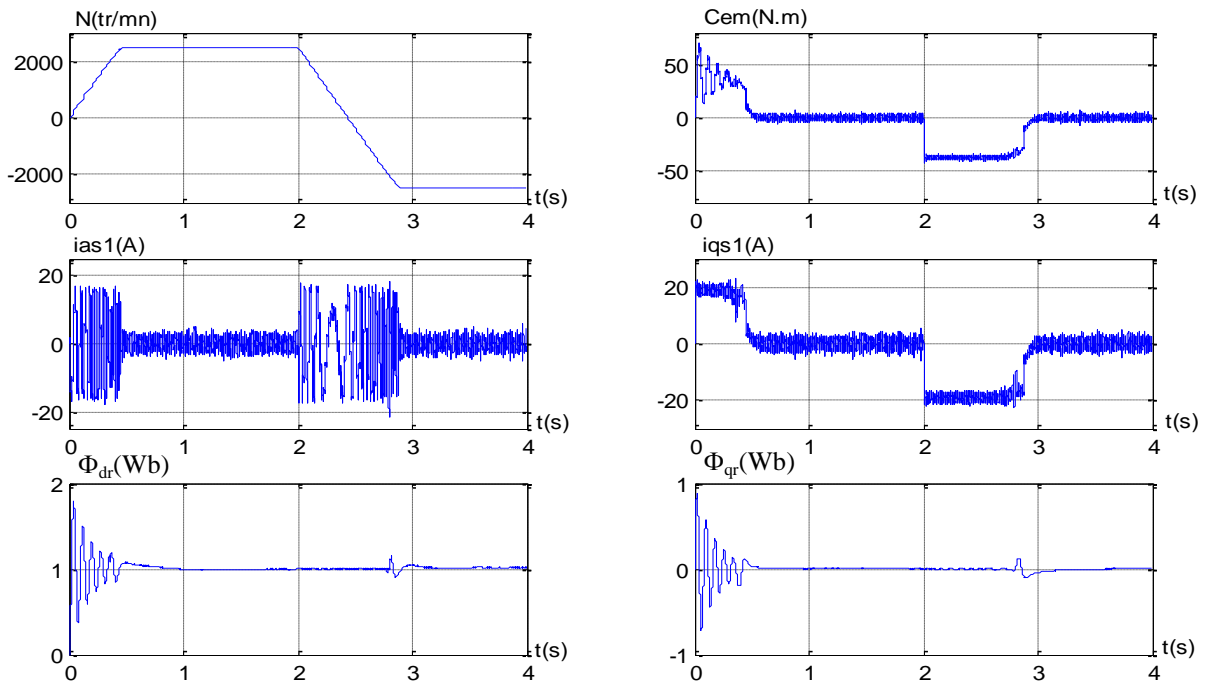 N(tr/mn)
2000
0
-2000
0 1 2 3 4
t(s)
Cem(N.m)
50
0
-50
0 1 2 3 4
t(s)
ias1(A)
20
0
-20
0 1 2 3 4
t(s)
iqs1(A)
20
0
-20
0 1 2 3 4
t(s)
Φdr(Wb)
2
1
0
0 1 2 3 4
t(s)
Φqr(Wb)
1
0
-1
0 1 2 3 4
t(s)